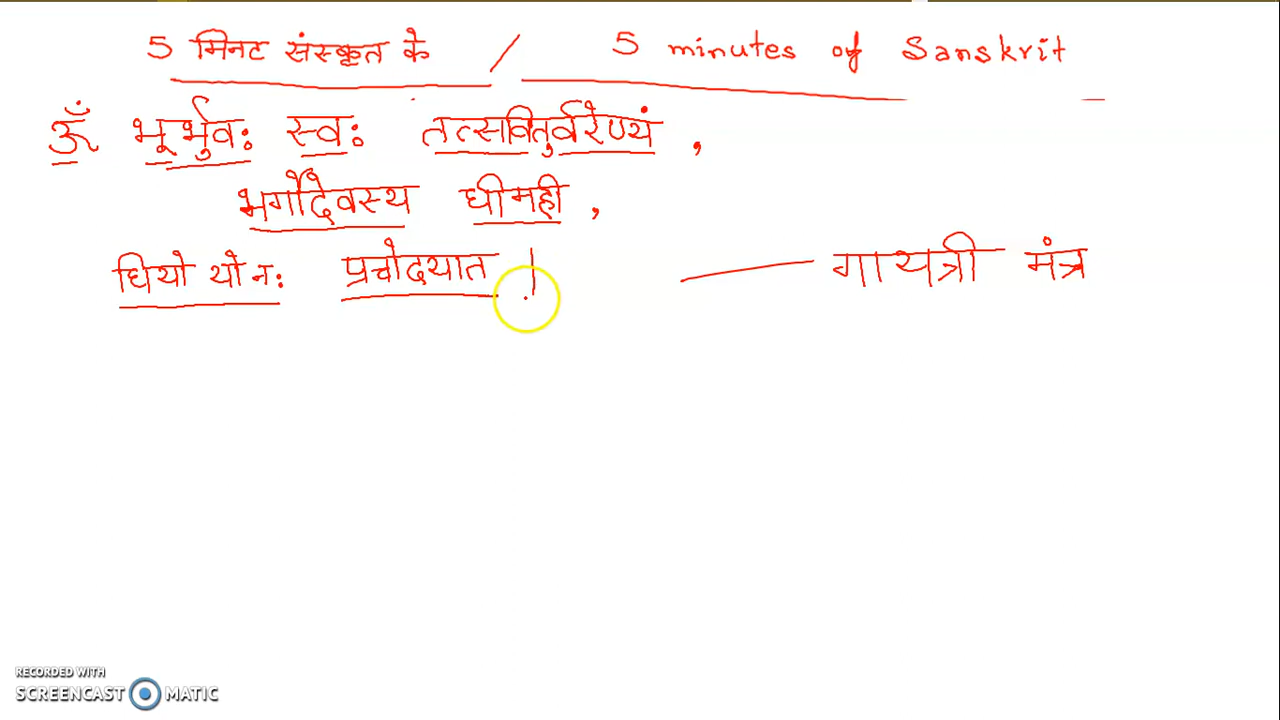 5 मिनट संस्कृत के / 5 minutes of Sanskrit
ॐ भूर्भुवः स्वः तत्सवितुर्वरेण्यं ,
भर्गोदेवस्य धीमही ,
धियो योनः प्रचोदयात । — गायत्री मंत्र
RECORDED WITH
SCREENCAST MATIC